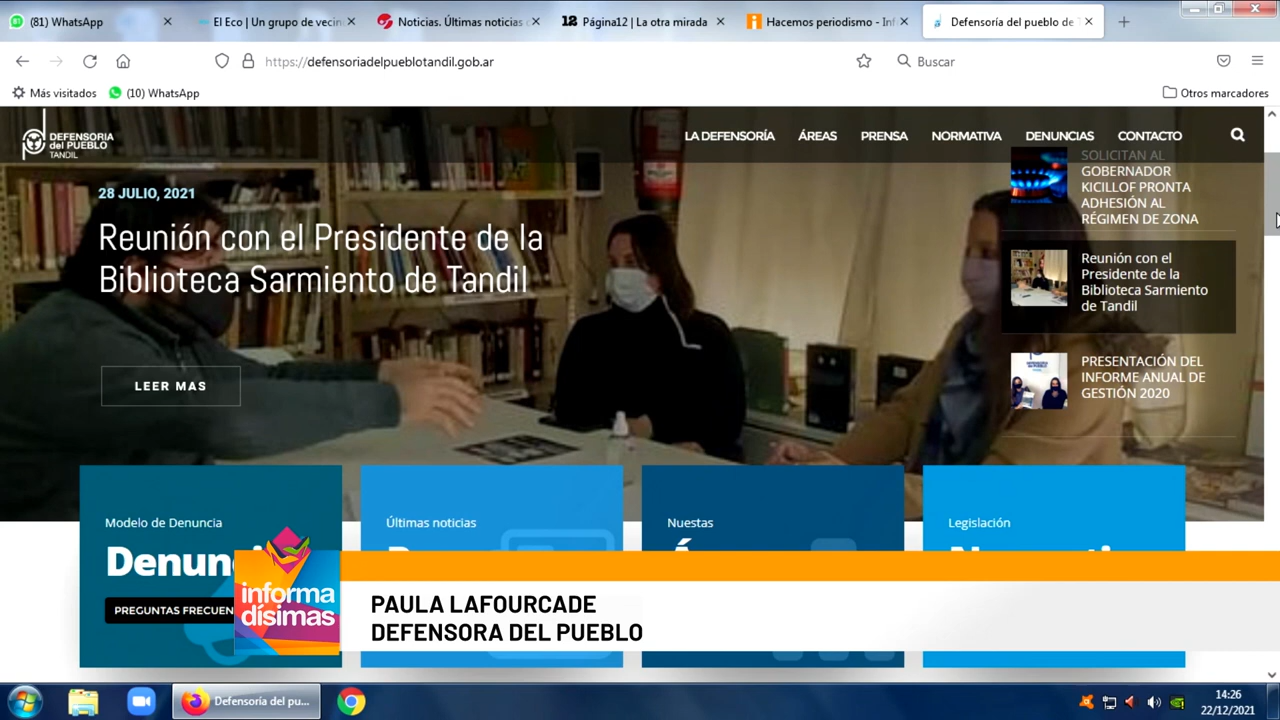 (81) WhatsApp
El Eco | Un grupo de vecin
Noticias. Últimas noticias
Página12 | La otra mirada
Hacemos periodismo - Inf
Defensoría del pueblo de
https://defensoriadelpueblotandil.gob.ar
Buscar
Más visitados
(10) WhatsApp
Otros marcadores
DEFENSORIA
del PUEBLO
TANDIL
LA DEFENSORÍA
ÁREAS
PRENSA
NORMATIVA
DENUNCIAS
CONTACTO
28 JULIO, 2021
Reunión con el Presidente de la
Biblioteca Sarmiento de Tandil
LEER MAS
SOLICITAN AL
GOBERNADOR
KICILLOF PRONTA
ADHESIÓN AL
RÉGIMEN DE ZONA
Reunión con el
Presidente de la
Biblioteca Sarmiento
de Tandil
PRESENTACIÓN DEL
INFORME ANUAL DE
GESTIÓN 2020
Modelo de Denuncia
Denun
PREGUNTAS FRECUEN
Últimas noticias
Nuestas
Legislación
informa
dísimas
PAULA LAFOURCADE
DEFENSORA DEL PUEBLO
Defensoría del pu...
14:26
22/12/2021